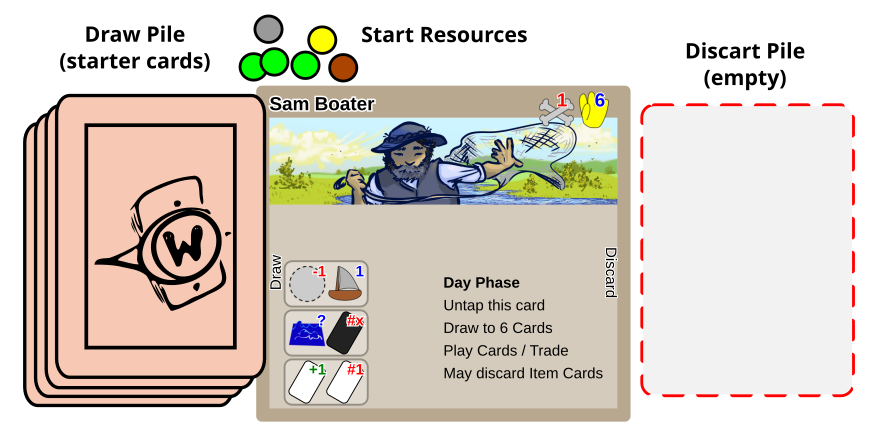 Draw Pile
(starter cards)
Start Resources
Discart Pile
(empty)
Sam Boater
1
6
W
Draw
Discard
-1
1
?
#x
+1
#1
Day Phase
Untap this card
Draw to 6 Cards
Play Cards / Trade
May discard Item Cards